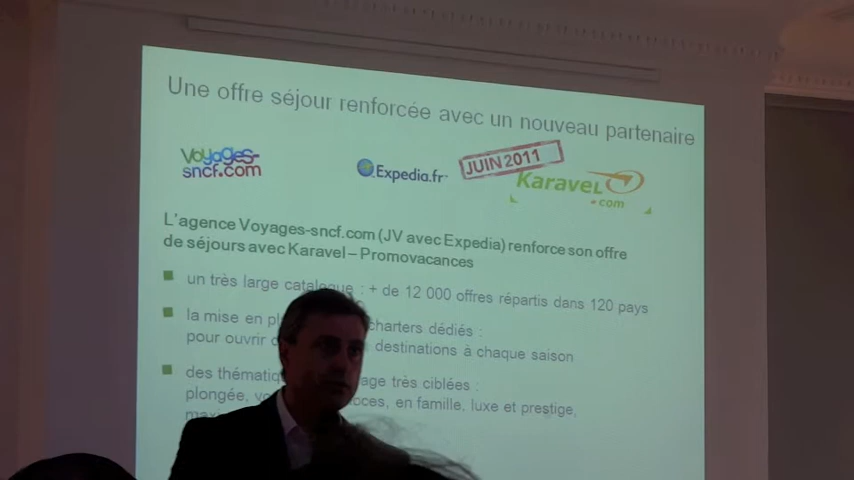 Une offre séjour renforcée avec un nouveau partenaire
Voyages-sncf.com
Expedia.fr
JUIN 2011
Karavel.com
L'agence Voyages-sncf.com (JV avec Expedia) renforce son offre
de séjours avec Karavel – Promovacances
un très large catalogue : + de 12 000 offres répartis dans 120 pays
la mise en charters dédiés :
pour ouvrir destinations à chaque saison
des très ciblées :
plongée, en famille, luxe et prestige,